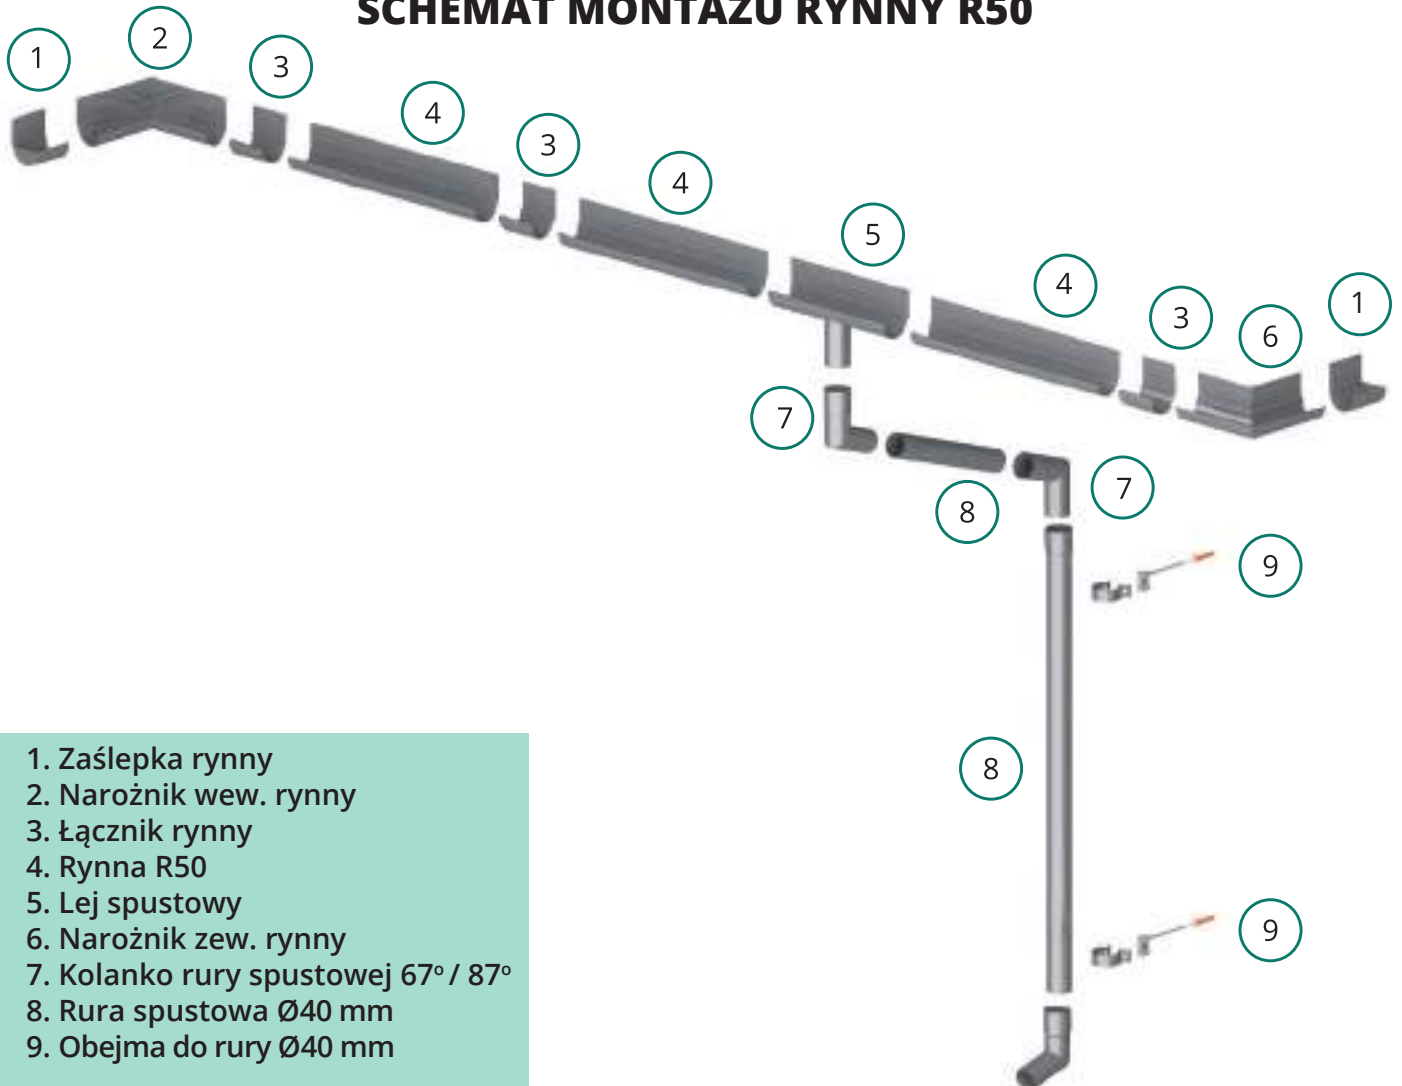 SCHEMAT MONTAŻU RYNNY R50
1
2
3
4
3
4
5
4
3
6
1
7
8
7
9
8
9
1. Zaślepka rynny
2. Narożnik wew. rynny
3. Łącznik rynny
4. Rynna R50
5. Lej spustowy
6. Narożnik zew. rynny
7. Kolanko rury spustowej 67º / 87º
8. Rura spustowa Ø40 mm
9. Obejma do rury Ø40 mm